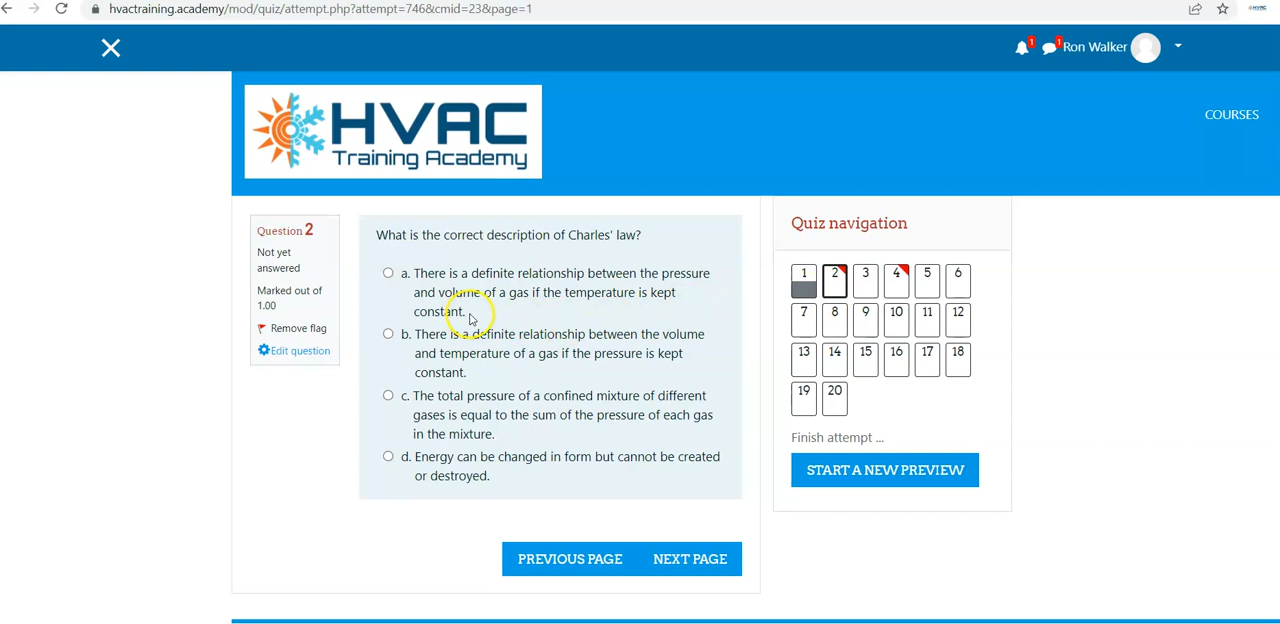 hvactraining.academy/mod/quiz/attempt.php?attempt=746&cmid=23&page=1
1
1
Ron Walker
HVAC
Training Academy
COURSES
Question 2
Not yet
answered
Marked out of
1.00
Remove flag
Edit question
What is the correct description of Charles' law?
a. There is a definite relationship between the pressure
and volume of a gas if the temperature is kept
constant.
b. There is a definite relationship between the volume
and temperature of a gas if the pressure is kept
constant.
c. The total pressure of a confined mixture of different
gases is equal to the sum of the pressure of each gas
in the mixture.
d. Energy can be changed in form but cannot be created
or destroyed.
PREVIOUS PAGE NEXT PAGE
Quiz navigation
1 2 3 4 5 6
7 8 9 10 11 12
13 14 15 16 17 18
19 20
Finish attempt ...
START A NEW PREVIEW